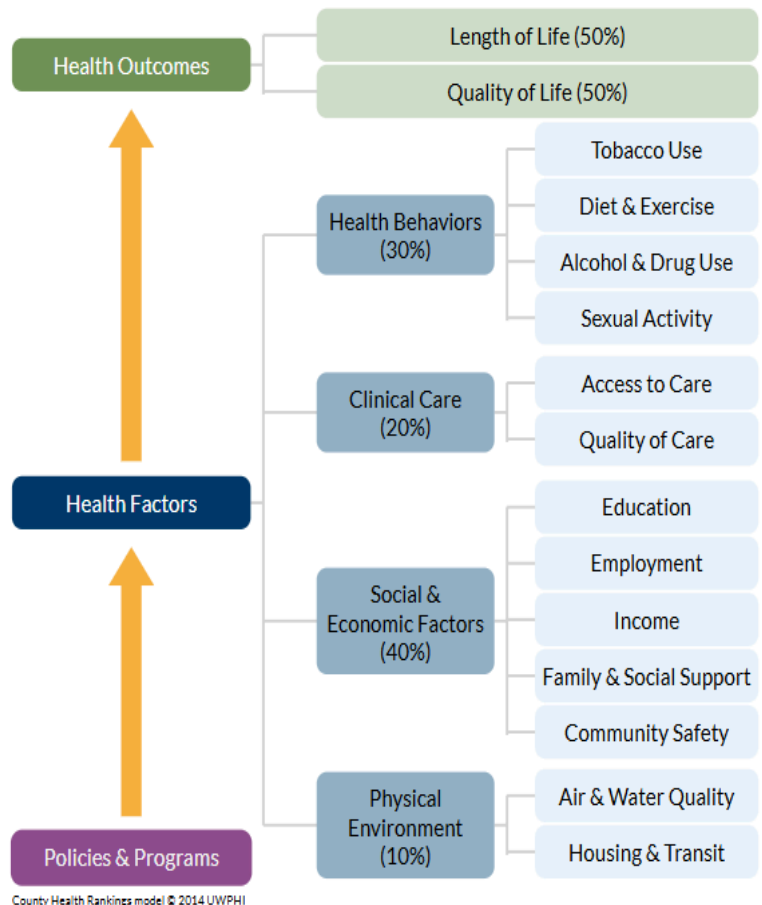 Health Outcomes
Length of Life (50%)
Quality of Life (50%)
Health Factors
Health Behaviors
(30%)
Tobacco Use
Diet & Exercise
Alcohol & Drug Use
Sexual Activity
Clinical Care
(20%)
Access to Care
Quality of Care
Social &
Economic Factors
(40%)
Education
Employment
Income
Family & Social Support
Community Safety
Physical
Environment
(10%)
Air & Water Quality
Housing & Transit
Policies & Programs
County Health Rankings model © 2014 UWPHI